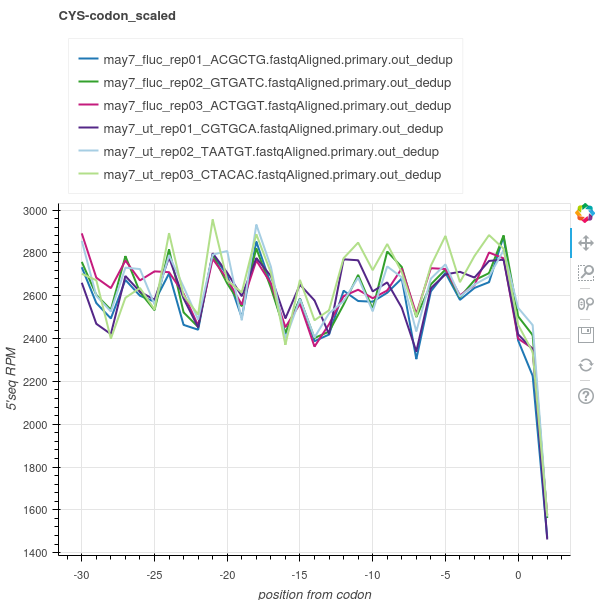 CYS-codon_scaled
may7_fluc_rep01_ACGCTG.fastqAligned.primary.out_dedup
may7_fluc_rep02_GTGATC.fastqAligned.primary.out_dedup
may7_fluc_rep03_ACTGGT.fastqAligned.primary.out_dedup
may7_ut_rep01_CGTGCA.fastqAligned.primary.out_dedup
may7_ut_rep02_TAATGT.fastqAligned.primary.out_dedup
may7_ut_rep03_CTACAC.fastqAligned.primary.out_dedup
3000
2800
2600
2400
2200
2000
1800
1600
1400
5'seq RPM
-30 -25 -20 -15 -10 -5 0
position from codon